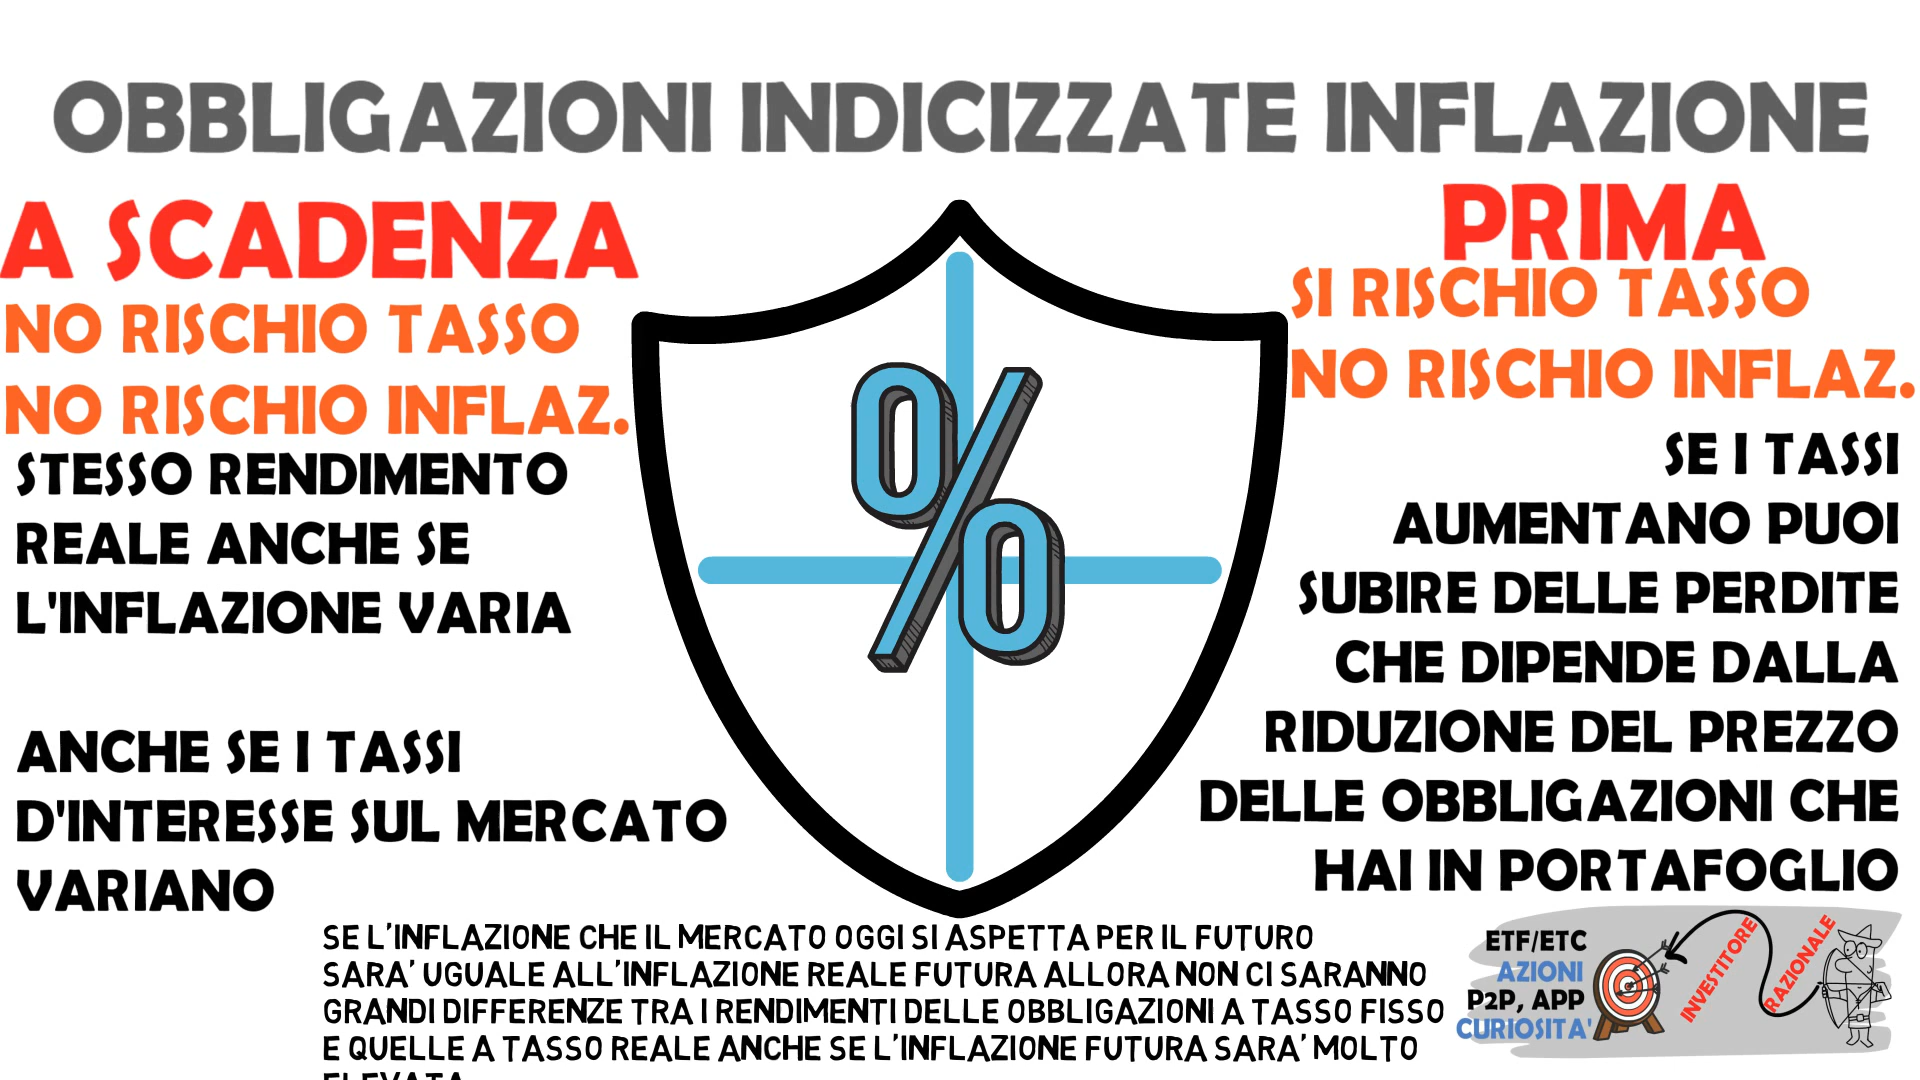 OBBLIGAZIONI INDICIZZATE INFLAZIONE
A SCADENZA
NO RISCHIO TASSO
NO RISCHIO INFLAZ.
STESSO RENDIMENTO
REALE ANCHE SE
L'INFLAZIONE VARIA
ANCHE SE I TASSI
D'INTERESSE SUL MERCATO
VARIANO
%
PRIMA
SI RISCHIO TASSO
NO RISCHIO INFLAZ.
SE I TASSI
AUMENTANO PUOI
SUBIRE DELLE PERDITE
CHE DIPENDE DALLA
RIDUZIONE DEL PREZZO
DELLE OBBLIGAZIONI CHE
HAI IN PORTAFOGLIO
SE L'INFLAZIONE CHE IL MERCATO OGGI SI ASPETTA PER IL FUTURO
SARA' UGUALE ALL'INFLAZIONE REALE FUTURA ALLORA NON CI SARANNO
GRANDI DIFFERENZE TRA I RENDIMENTI DELLE OBBLIGAZIONI A TASSO FISSO
E QUELLE A TASSO REALE ANCHE SE L'INFLAZIONE FUTURA SARA' MOLTO
ELEVATA
ETF/ETC
AZIONI
P2P, APP
CURIOSITA'
INVESTITORE
RAZIONALE